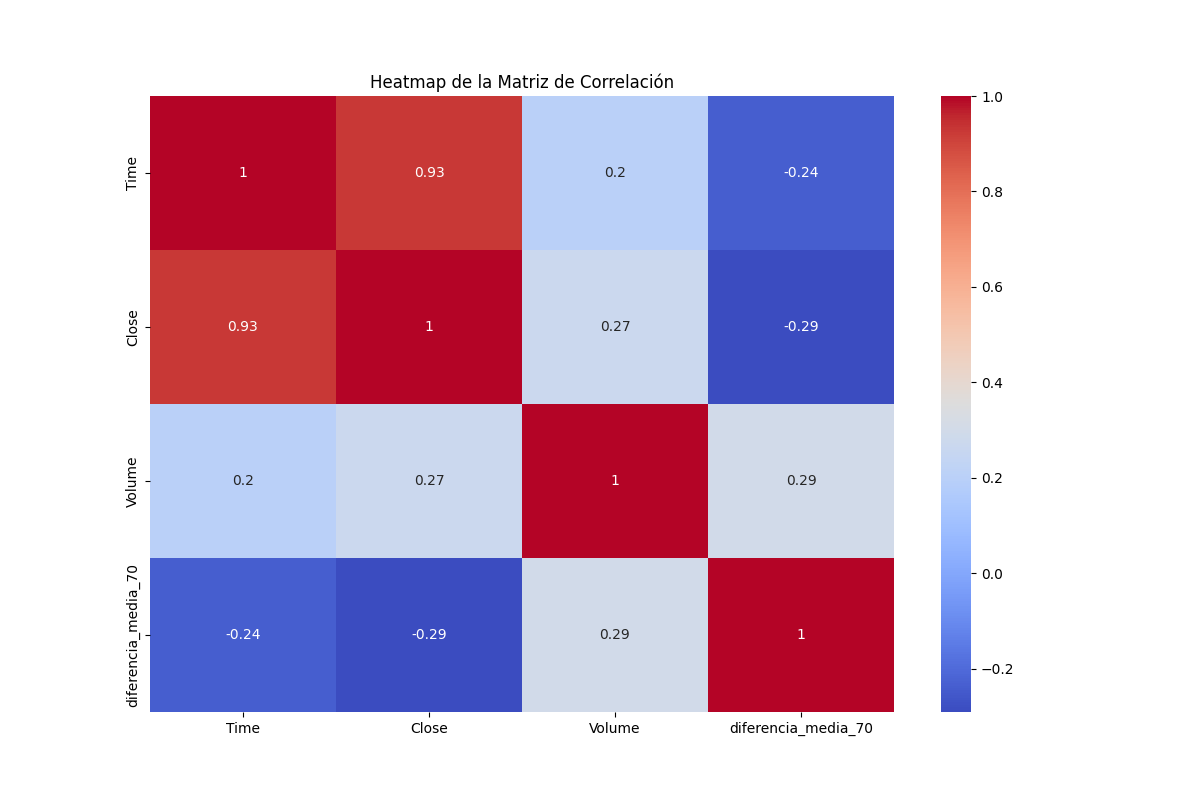 Heatmap de la Matriz de Correlación
Time
1
0.93
0.2
-0.24
Close
0.93
1
0.27
-0.29
Volume
0.2
0.27
1
0.29
diferencia_media_70
-0.24
-0.29
0.29
1
Time
Close
Volume
diferencia_media_70
1.0
0.8
0.6
0.4
0.2
0.0
−0.2